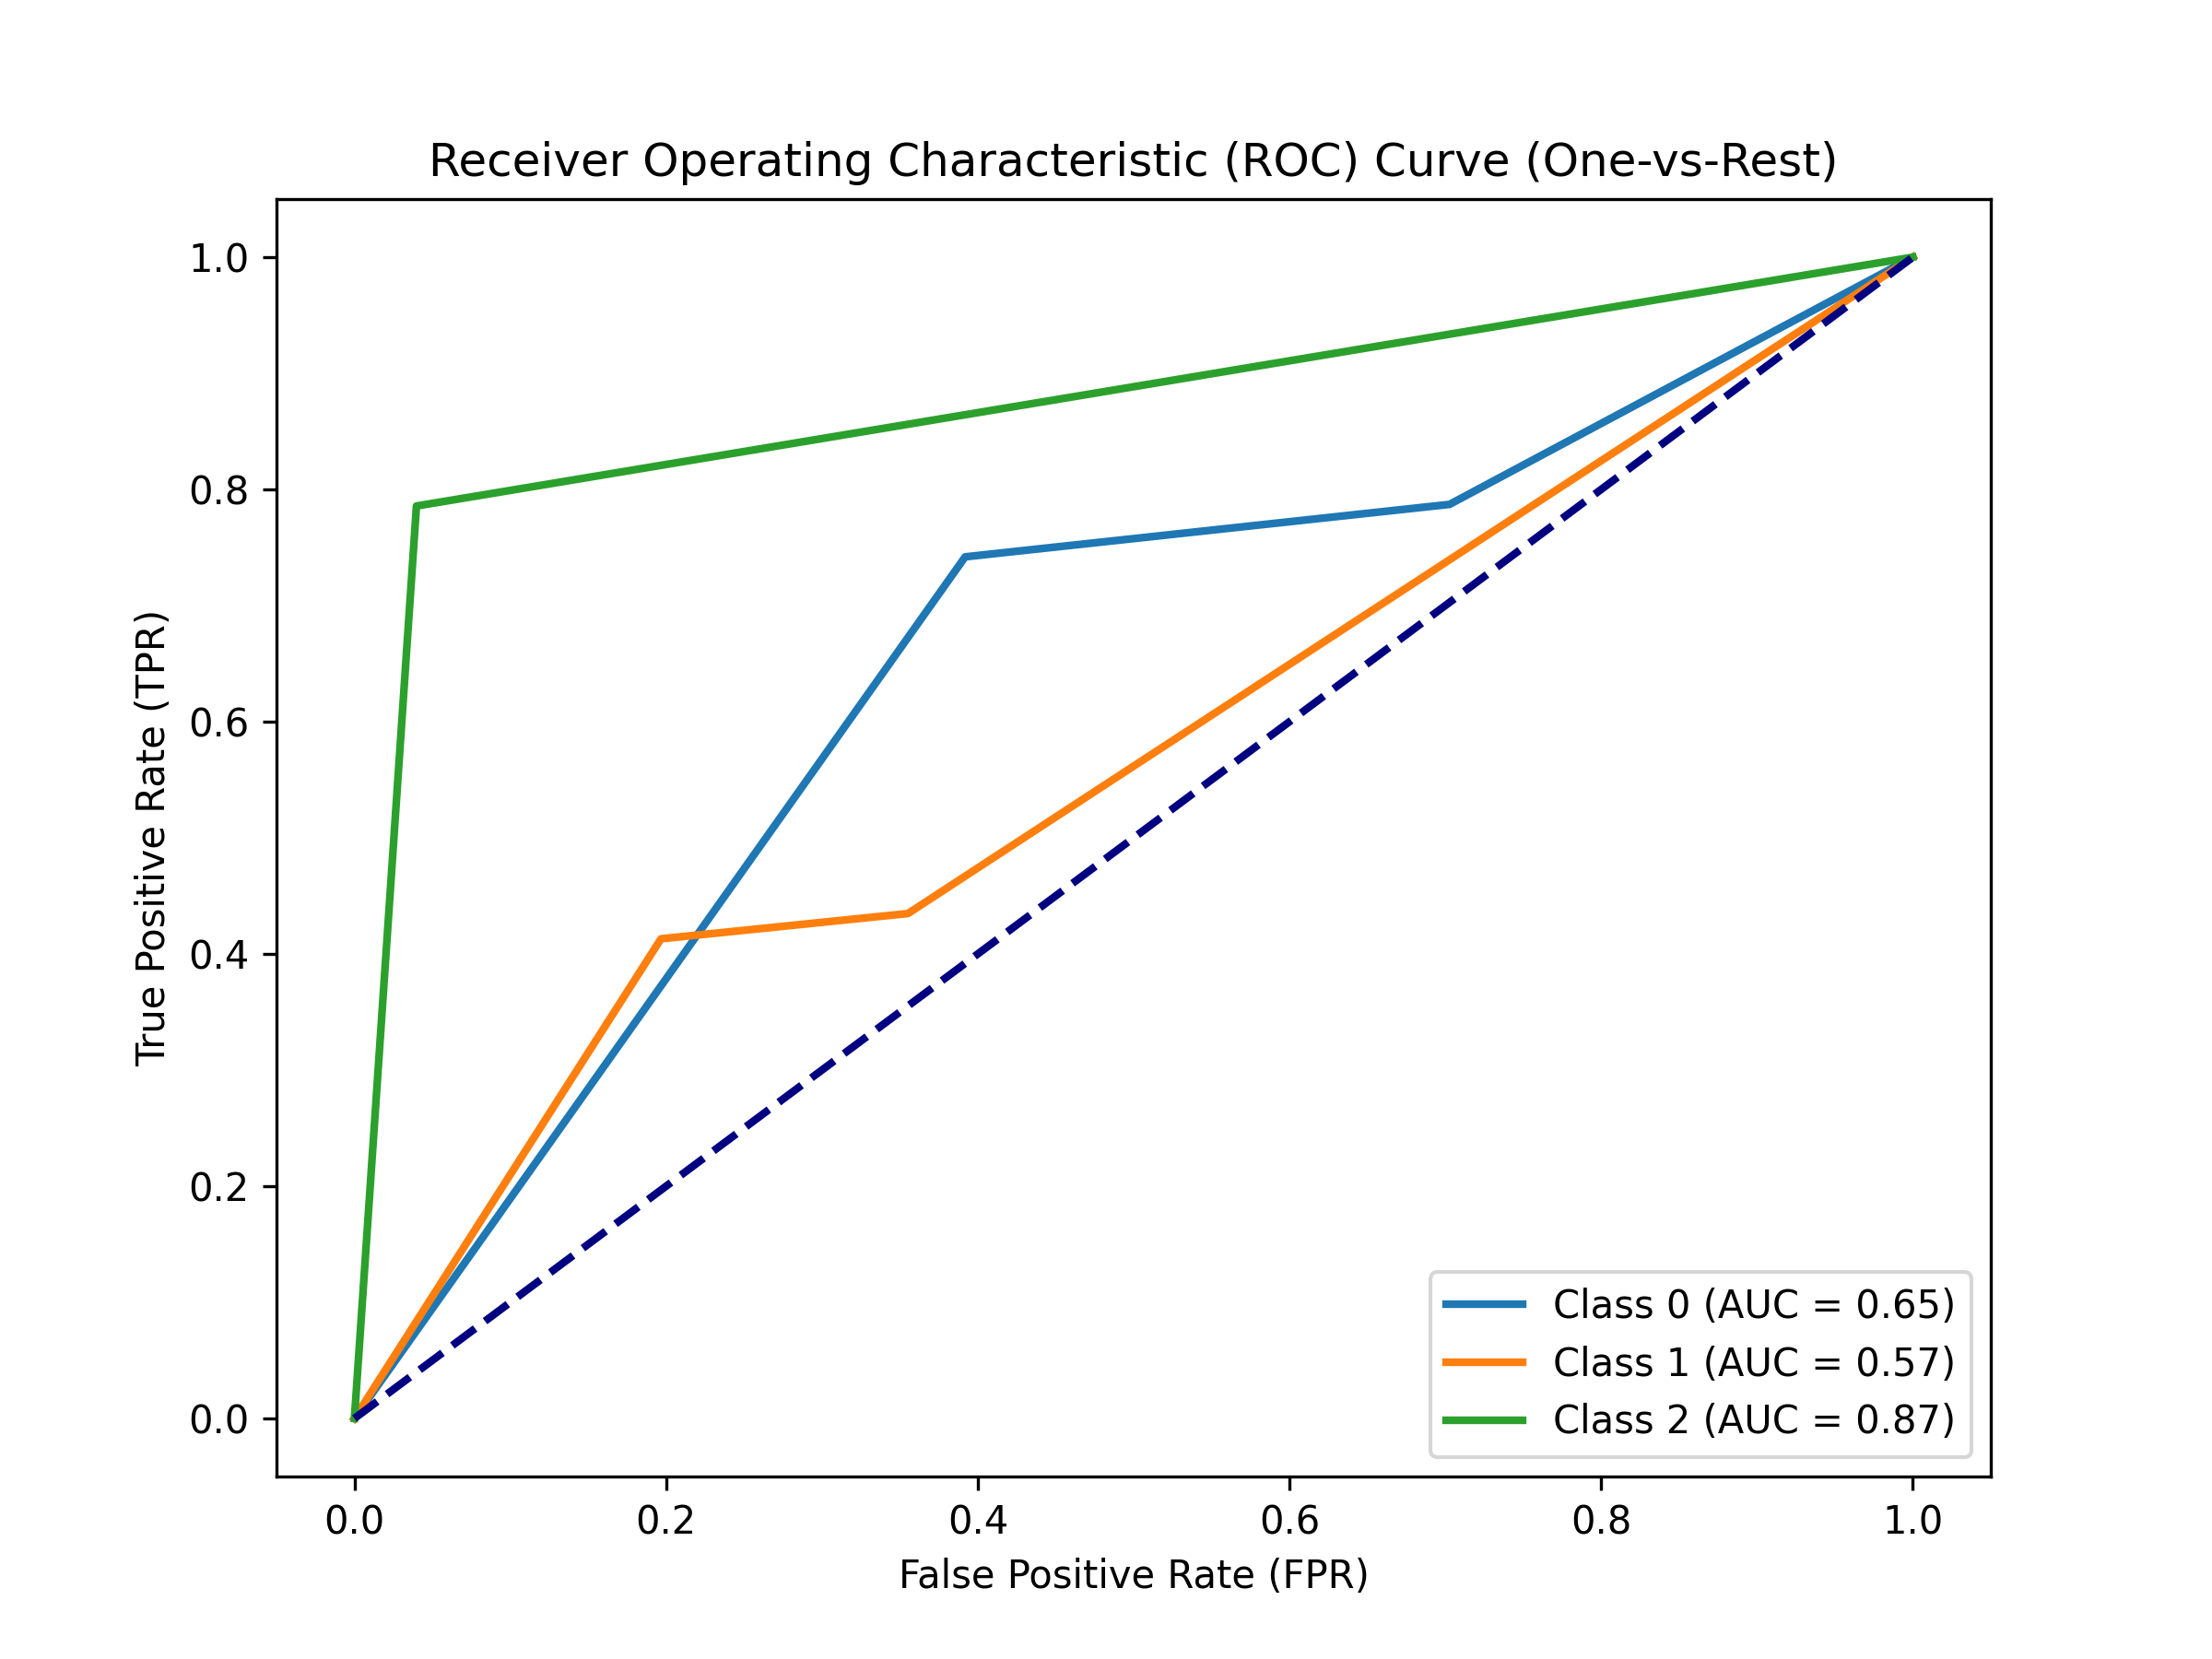 Receiver Operating Characteristic (ROC) Curve (One-vs-Rest)
True Positive Rate (TPR)
1.0
0.8
0.6
0.4
0.2
0.0
Class 0 (AUC = 0.65)
Class 1 (AUC = 0.57)
Class 2 (AUC = 0.87)
0.0 0.2 0.4 0.6 0.8 1.0
False Positive Rate (FPR)